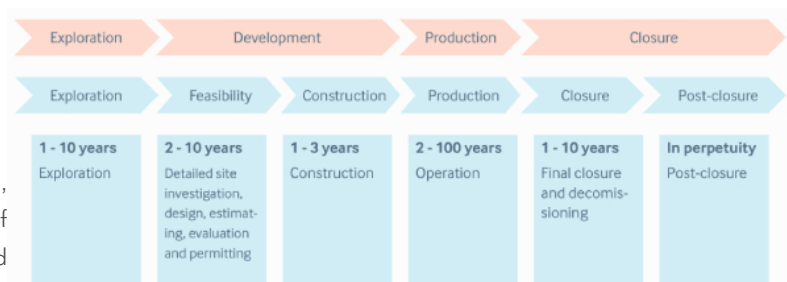 Exploration Development Production Closure
Exploration Feasibility Construction Production Closure Post-closure
1 - 10 years
Exploration
2 - 10 years
Detailed site
investigation,
design, estimat-
ing, evaluation
and permitting
1 - 3 years
Construction
2 - 100 years
Operation
1 - 10 years
Final closure
and decomis-
sioning
In perpetuity
Post-closure
,
f
d